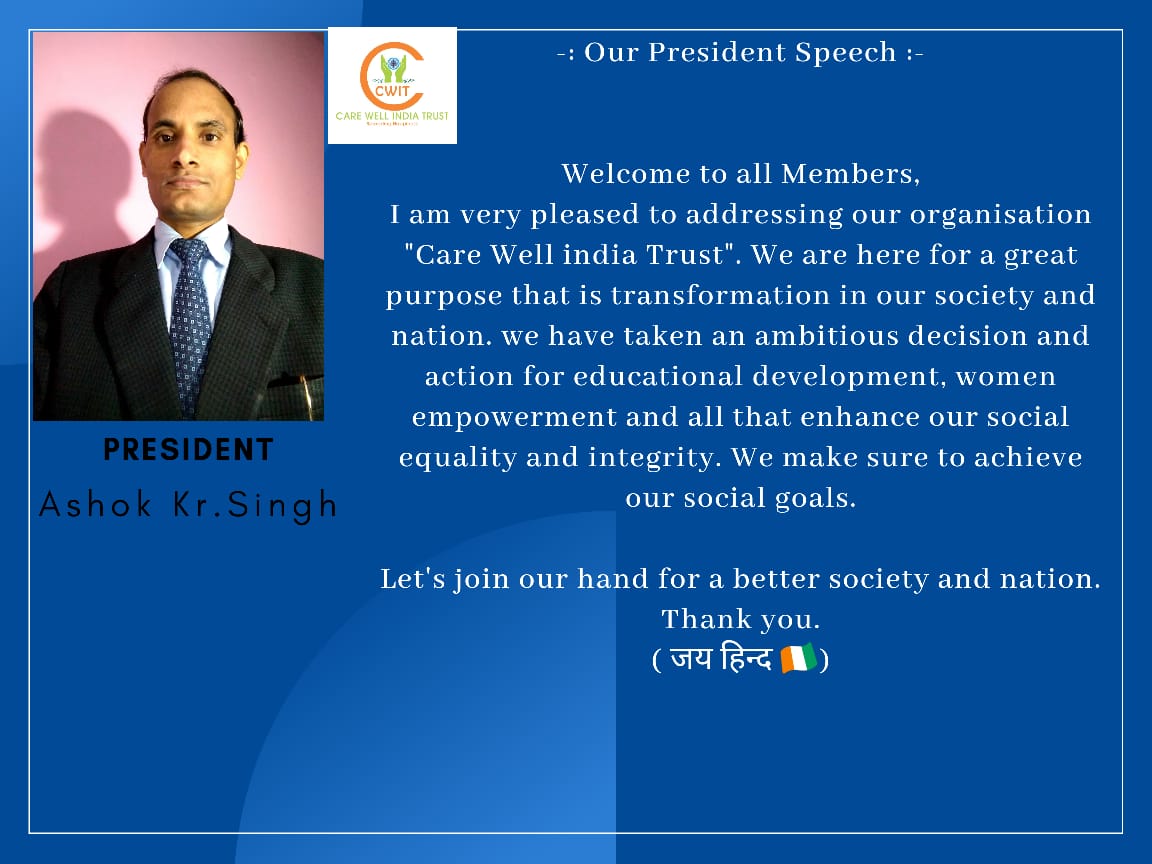 -: Our President Speech :-
CWIT
CARE WELL INDIA TRUST
Welcome to all Members,
I am very pleased to addressing our organisation
"Care Well india Trust". We are here for a great
purpose that is transformation in our society and
nation. we have taken an ambitious decision and
action for educational development, women
empowerment and all that enhance our social
equality and integrity. We make sure to achieve
our social goals.
Let's join our hand for a better society and nation.
Thank you.
( जय हिन्द 🇨🇮)
PRESIDENT
Ashok Kr.Singh